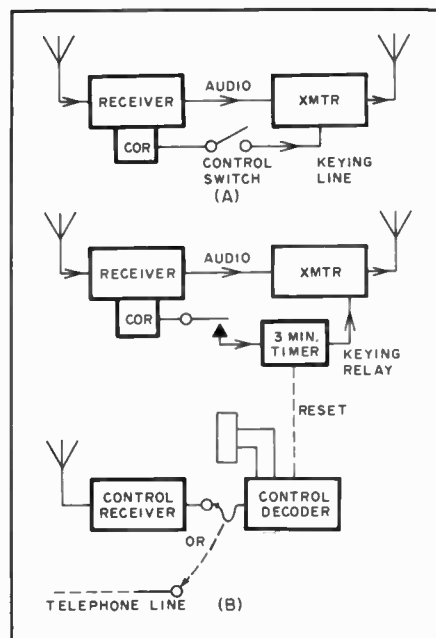 AUDIO
RECEIVER
XMTR
COR
CONTROL
SWITCH
KEYING
LINE
(A)
AUDIO
RECEIVER
XMTR
COR
3 MIN.
TIMER
KEYING
RELAY
RESET
CONTROL
RECEIVER
CONTROL
DECODER
OR
TELEPHONE LINE
(B)